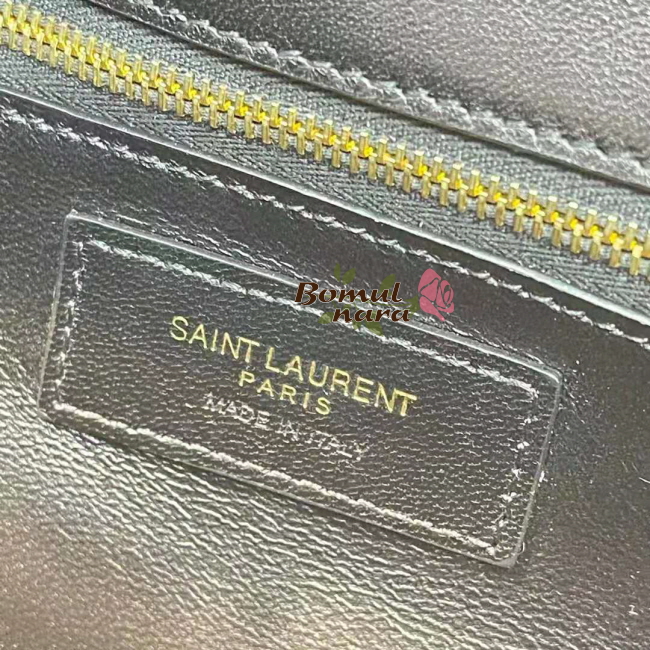 Bomul
nara
SAINT LAURENT
PARIS
MADE IN ITALY